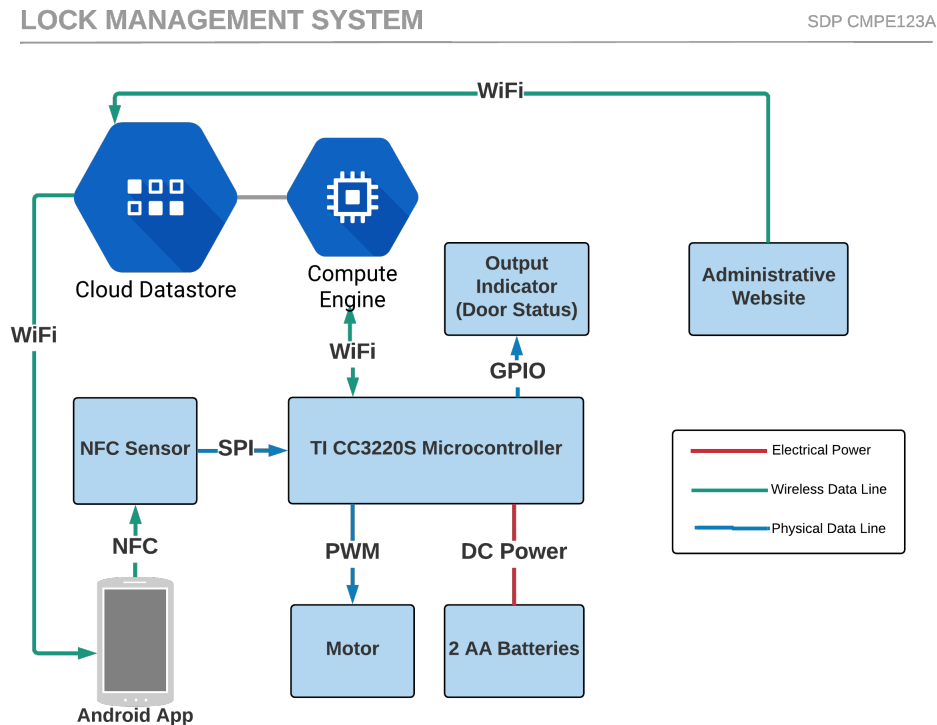 LOCK MANAGEMENT SYSTEM
SDP CMPE123A
WiFi
Cloud Datastore
Compute
Engine
Output
Indicator
(Door Status)
Administrative
Website
WiFi
WiFi
GPIO
NFC Sensor
SPI
TI CC3220S Microcontroller
Electrical Power
Wireless Data Line
Physical Data Line
NFC
PWM
DC Power
Motor
2 AA Batteries
Android App